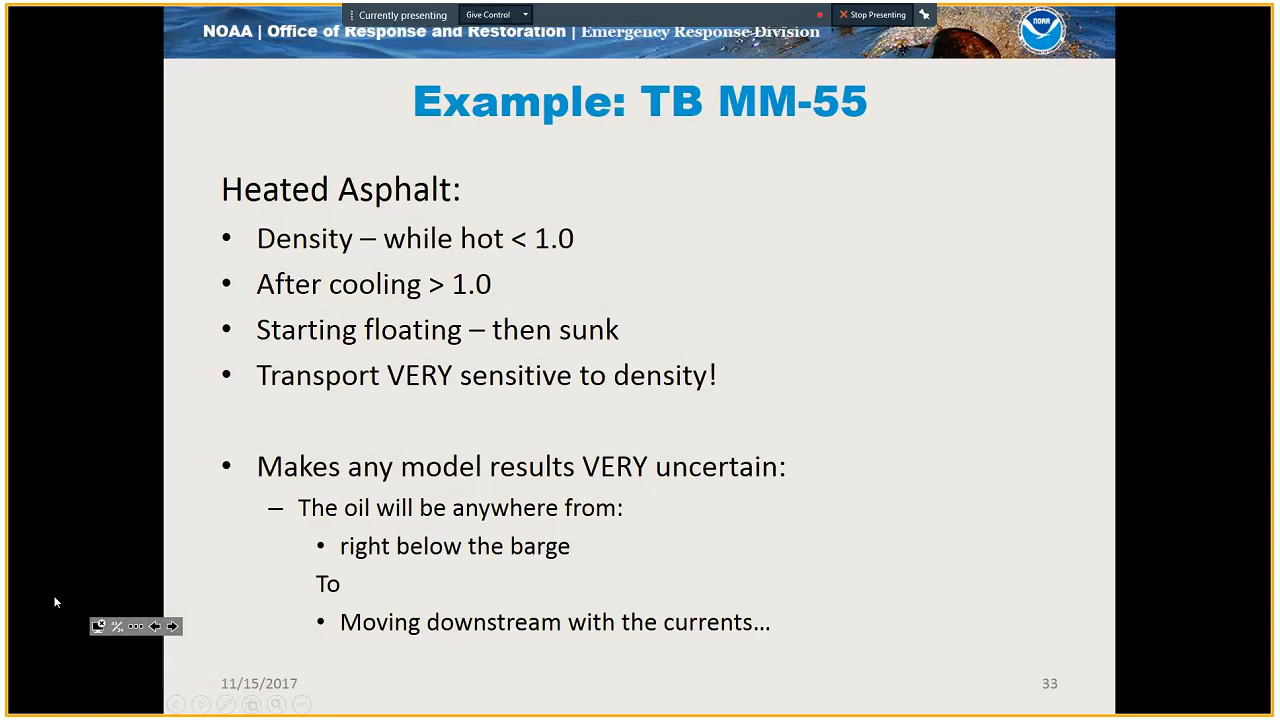 Currently presenting
Give Control
Stop Presenting
NOAA | Office of Response and Restoration | Emergency Response Division
NOAA
Example: TB MM-55
Heated Asphalt:
• Density – while hot < 1.0
• After cooling > 1.0
• Starting floating – then sunk
• Transport VERY sensitive to density!
• Makes any model results VERY uncertain:
– The oil will be anywhere from:
• right below the barge
To
• Moving downstream with the currents…
11/15/2017
33